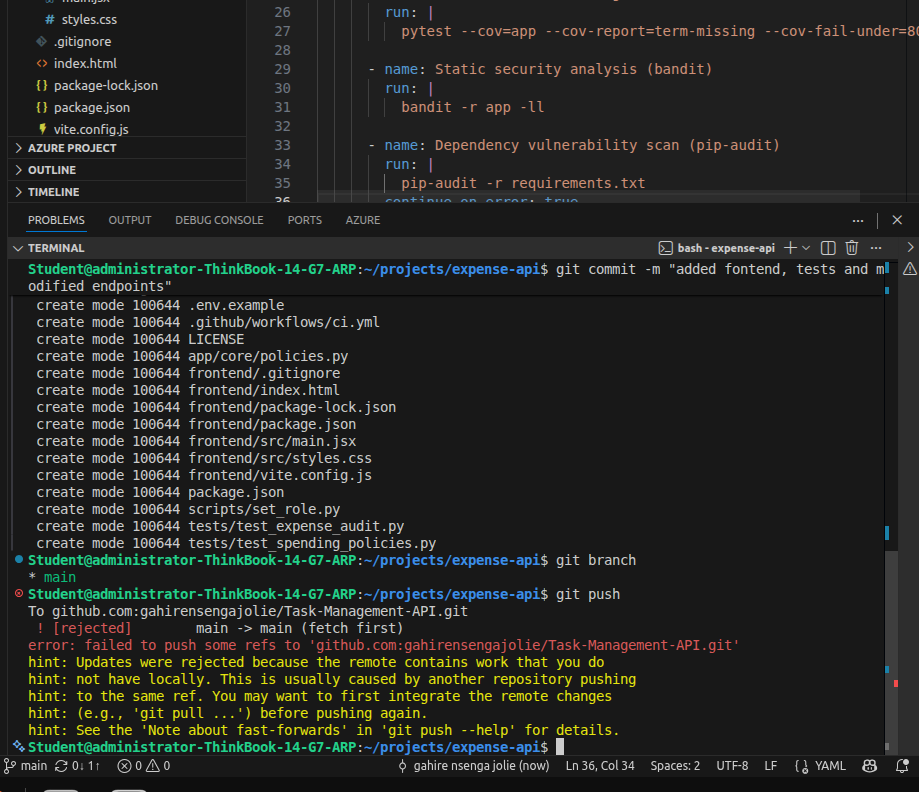 styles.css
.gitignore
index.html
package-lock.json
package.json
vite.config.js
AZURE PROJECT
OUTLINE
TIMELINE
26 run: |
27 pytest --cov=app --cov-report=term-missing --cov-fail-under=80
28
29 - name: Static security analysis (bandit)
30 run: |
31 bandit -r app -ll
32
33 - name: Dependency vulnerability scan (pip-audit)
34 run: |
35 pip-audit -r requirements.txt
36 continue-on-error: true
PROBLEMS OUTPUT DEBUG CONSOLE PORTS AZURE
TERMINAL
bash - expense-api
Student@administrator-ThinkBook-14-G7-ARP:~/projects/expense-api$ git commit -m "added fontend, tests and m
odified endpoints"
create mode 100644 .env.example
create mode 100644 .github/workflows/ci.yml
create mode 100644 LICENSE
create mode 100644 app/core/policies.py
create mode 100644 frontend/.gitignore
create mode 100644 frontend/index.html
create mode 100644 frontend/package-lock.json
create mode 100644 frontend/package.json
create mode 100644 frontend/src/main.jsx
create mode 100644 frontend/src/styles.css
create mode 100644 frontend/vite.config.js
create mode 100644 package.json
create mode 100644 scripts/set_role.py
create mode 100644 tests/test_expense_audit.py
create mode 100644 tests/test_spending_policies.py
Student@administrator-ThinkBook-14-G7-ARP:~/projects/expense-api$ git branch
* main
Student@administrator-ThinkBook-14-G7-ARP:~/projects/expense-api$ git push
To github.com:gahirensengajolie/Task-Management-API.git
! [rejected] main -> main (fetch first)
error: failed to push some refs to 'github.com:gahirensengajolie/Task-Management-API.git'
hint: Updates were rejected because the remote contains work that you do
hint: not have locally. This is usually caused by another repository pushing
hint: to the same ref. You may want to first integrate the remote changes
hint: (e.g., 'git pull ...') before pushing again.
hint: See the 'Note about fast-forwards' in 'git push --help' for details.
Student@administrator-ThinkBook-14-G7-ARP:~/projects/expense-api$
main 0↓ 1↑ 0 0 gahire nsenga jolie (now) Ln 36, Col 34 Spaces: 2 UTF-8 LF {} YAML